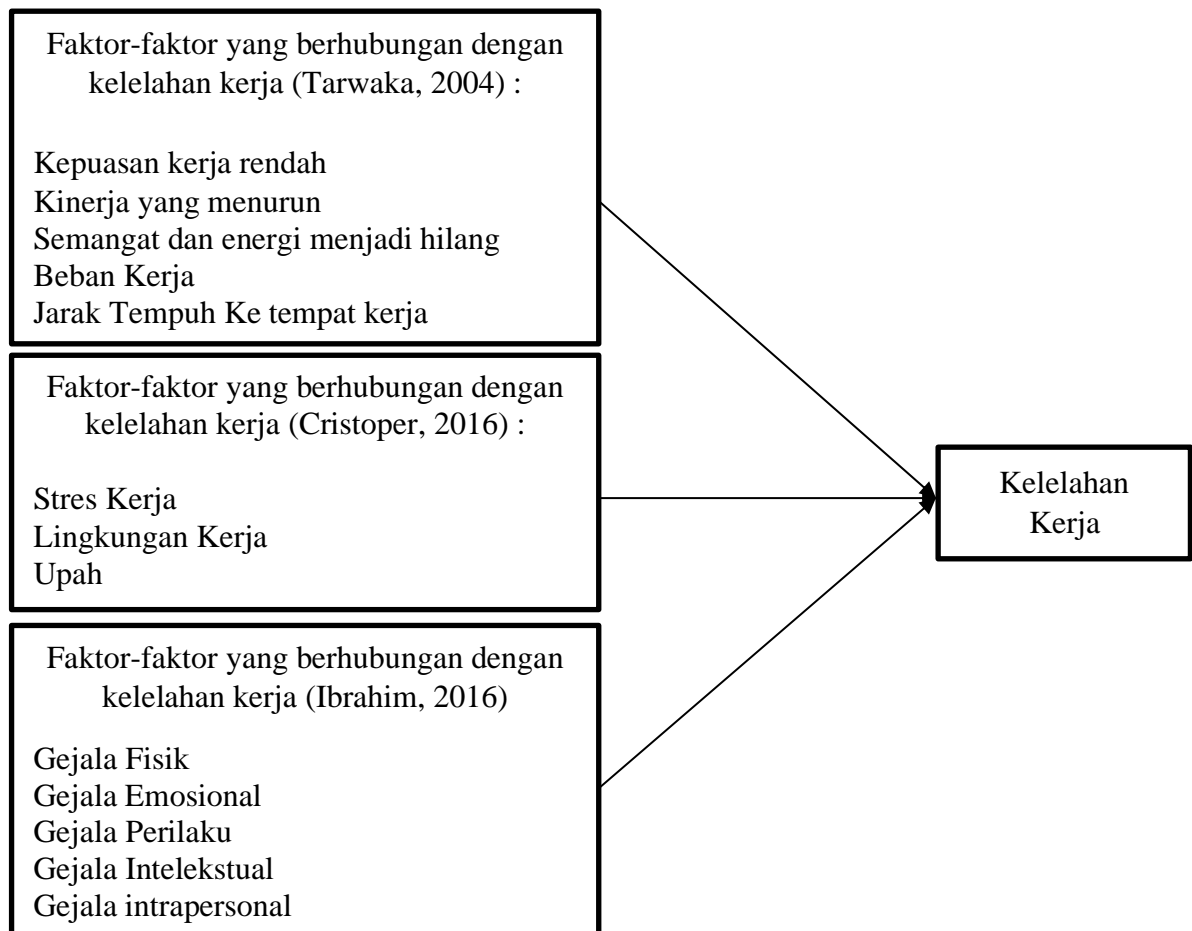 Faktor-faktor yang berhubungan dengan
kelelahan kerja (Tarwaka, 2004) :
Kepuasan kerja rendah
Kinerja yang menurun
Semangat dan energi menjadi hilang
Beban Kerja
Jarak Tempuh Ke tempat kerja
Faktor-faktor yang berhubungan dengan
kelelahan kerja (Cristoper, 2016) :
Stres Kerja
Lingkungan Kerja
Upah
Faktor-faktor yang berhubungan dengan
kelelahan kerja (Ibrahim, 2016)
Gejala Fisik
Gejala Emosional
Gejala Perilaku
Gejala Intelekstual
Gejala intrapersonal
Kelelahan
Kerja